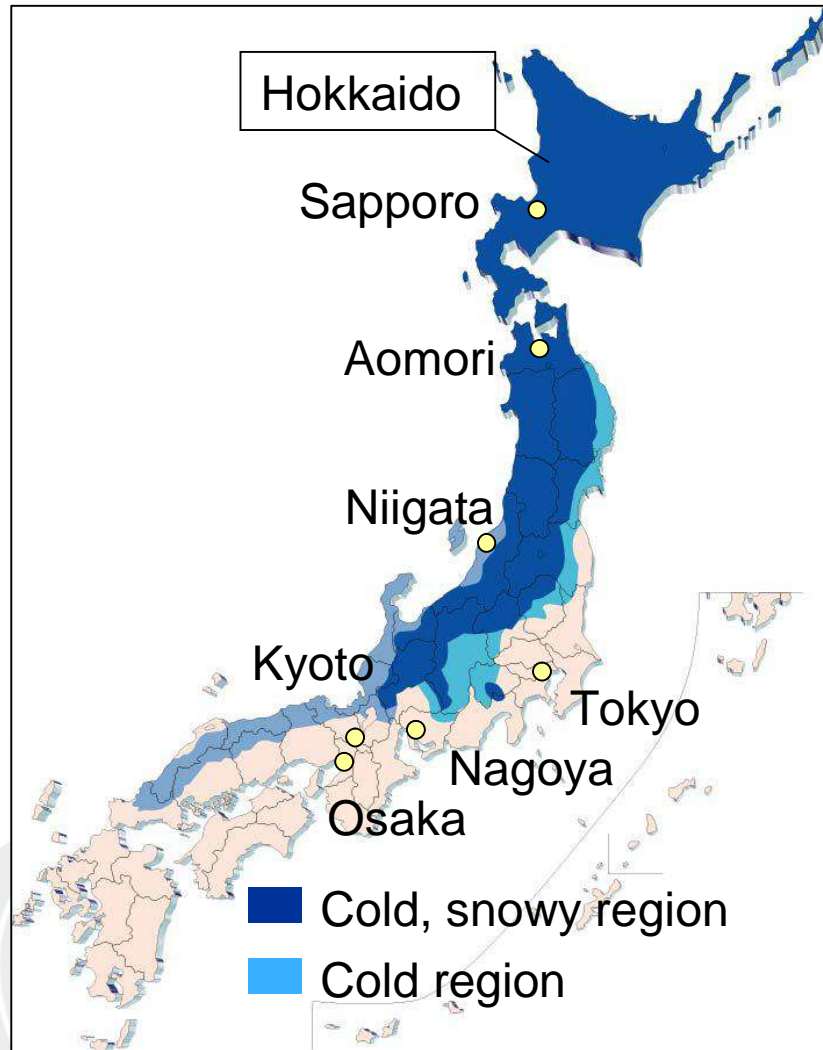 Hokkaido
Sapporo
Aomori
Niigata
Kyoto
Tokyo
Nagoya
Osaka
Cold, snowy region
Cold region